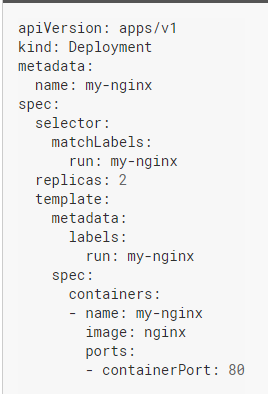 apiVersion: apps/v1
kind: Deployment
metadata:
  name: my-nginx
spec:
  selector:
    matchLabels:
      run: my-nginx
  replicas: 2
  template:
    metadata:
      labels:
        run: my-nginx
    spec:
      containers:
      - name: my-nginx
        image: nginx
        ports:
        - containerPort: 80